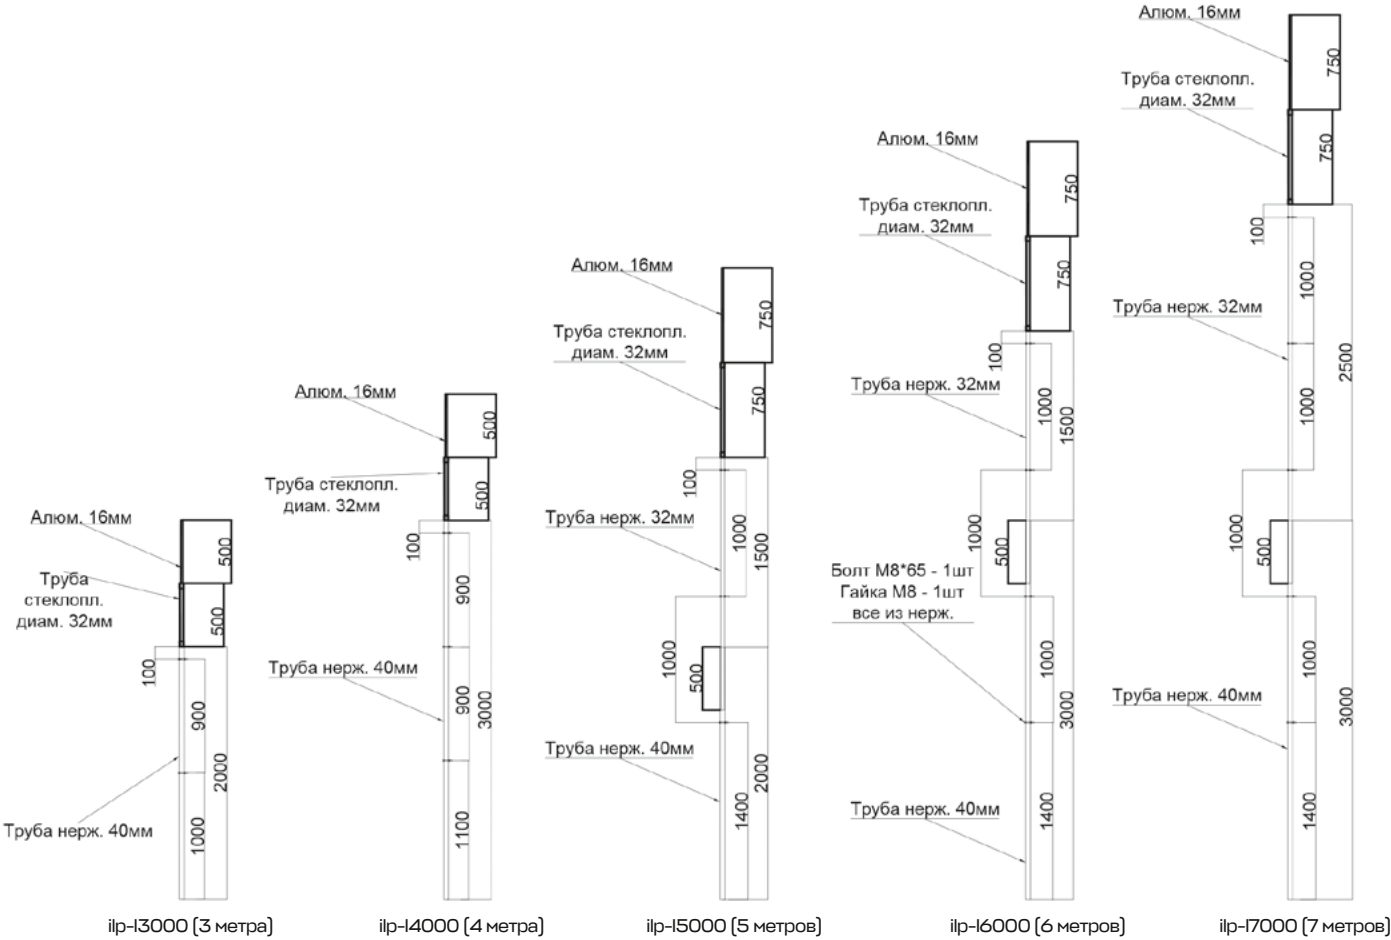 Алюм. 16мм
Труба
стеклопл.
диам. 32мм
500
500
100
900
2000
1000
Труба нерж. 40мм
ilp-I3000 (3 метра)
Алюм. 16мм
500
Труба стеклопл.
диам. 32мм
500
100
900
Труба нерж. 40мм
900
3000
1100
ilp-I4000 (4 метра)
Алюм. 16мм
750
Труба стеклопл.
диам. 32мм
750
100
Труба нерж. 32мм
1000
1500
1000
500
Труба нерж. 40мм
2000
1400
ilp-I5000 (5 метров)
Алюм. 16мм
750
Труба стеклопл.
диам. 32мм
750
100
Труба нерж. 32мм
1000
1500
1000
500
Болт М8*65 - 1шт
Гайка М8 - 1шт
все из нерж.
1000
3000
Труба нерж. 40мм
1400
ilp-I6000 (6 метров)
Алюм. 16мм
750
Труба стеклопл.
диам. 32мм
750
100
1000
Труба нерж. 32мм
2500
1000
1000
500
1000
Труба нерж. 40мм
3000
1400
ilp-I7000 (7 метров)